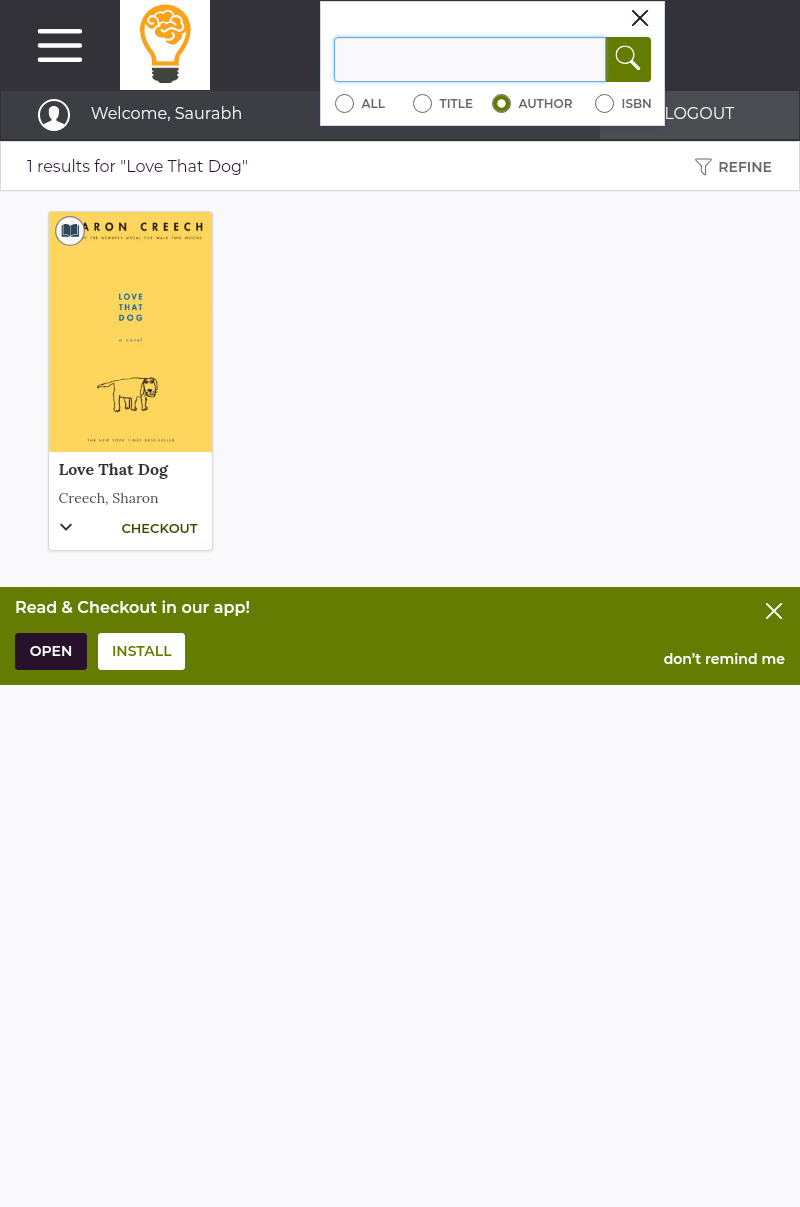 ALL
TITLE
AUTHOR
ISBN
Welcome, Saurabh
LOGOUT
1 results for "Love That Dog"
REFINE
ARON CREECH
THE NEWBERY MEDAL FOR WALK TWO MOONS
LOVE
THAT
DOG
a novel
THE NEW YORK TIMES BEST-SELLER
Love That Dog
Creech, Sharon
CHECKOUT
Read & Checkout in our app!
OPEN
INSTALL
don't remind me